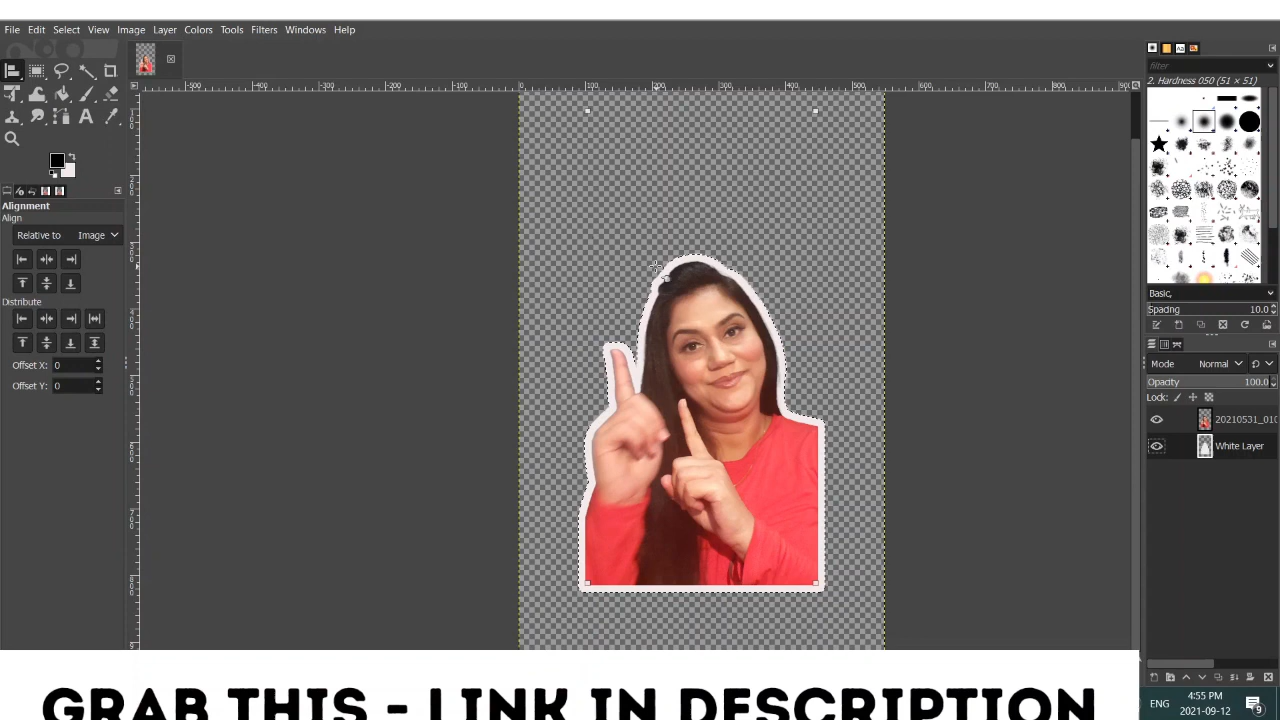 File Edit Select View Image Layer Colors Tools Filters Windows Help
filter
2. Hardness 050 (51 × 51)
Alignment
Align
Relative to Image
Distribute
Offset X: 0
Offset Y: 0
Basic,
Spacing 10.0
Mode Normal
Opacity 100.0
Lock:
20210531_010
White Layer
ENG 4:55 PM
2021-09-12
GRAB THIS - LINK IN DESCRIPTION